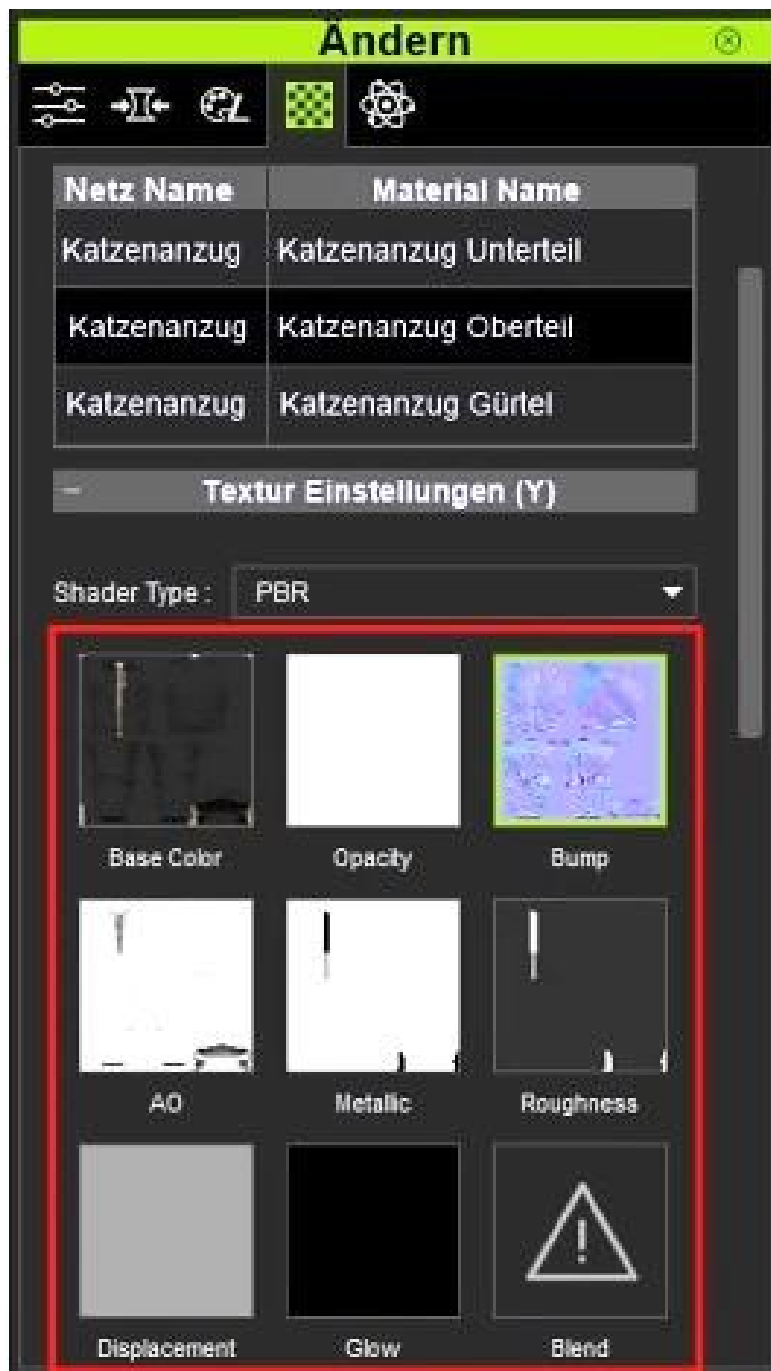 Ändern
Netz Name Material Name
Katzenanzug Katzenanzug Unterteil
Katzenanzug Katzenanzug Oberteil
Katzenanzug Katzenanzug Gürtel
Textur Einstellungen (Y)
Shader Type : PBR
Base Color Opacity Bump
AO Metallic Roughness
Displacement Glow Blend